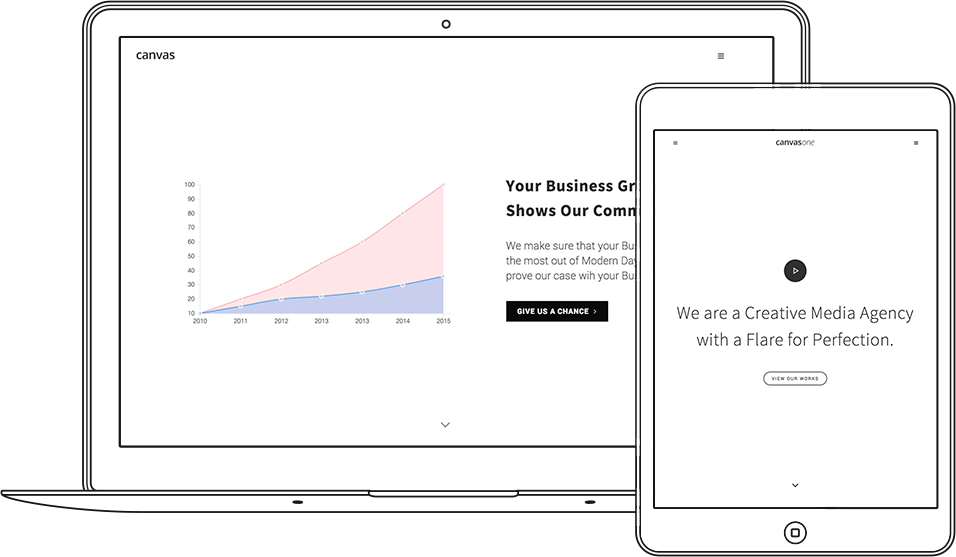 canvas
100
90
80
70
60
50
40
30
20
10
2010 2011 2012 2013 2013 2014 2015
Your Business Gr
Shows Our Comm
We make sure that your Bu
the most out of Modern Day
prove our case wih your Bu
GIVE US A CHANCE
canvasone
We are a Creative Media Agency
with a Flare for Perfection.
VIEW OUR WORKS